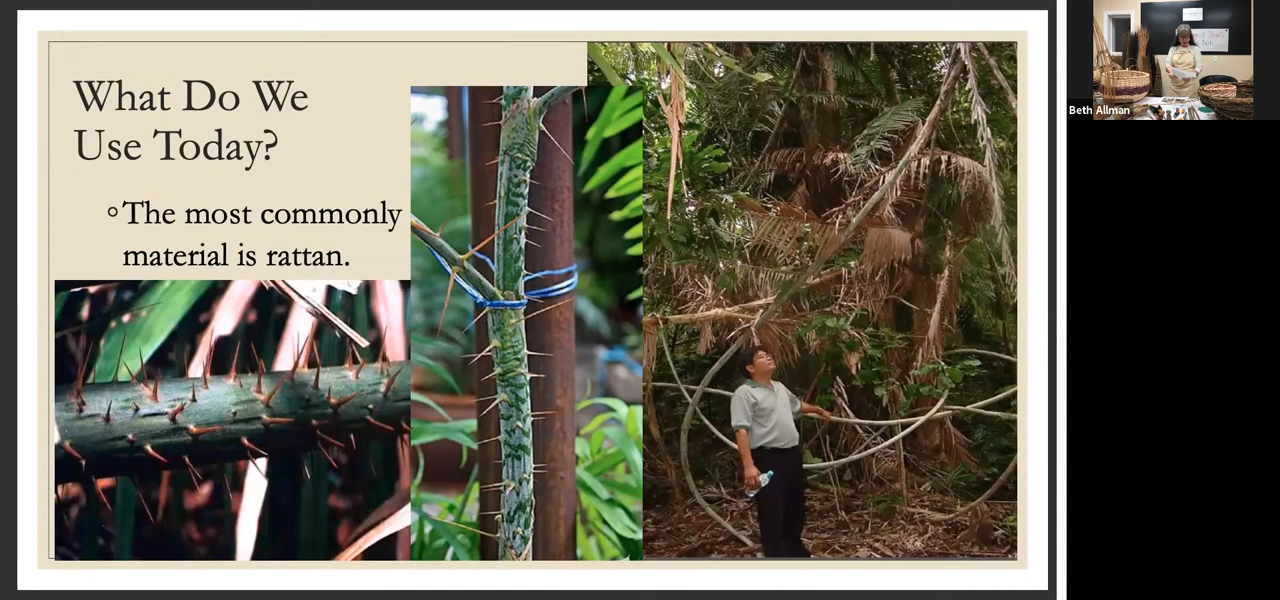 What Do We
Use Today?
◦The most commonly
material is rattan.
Beth Allman